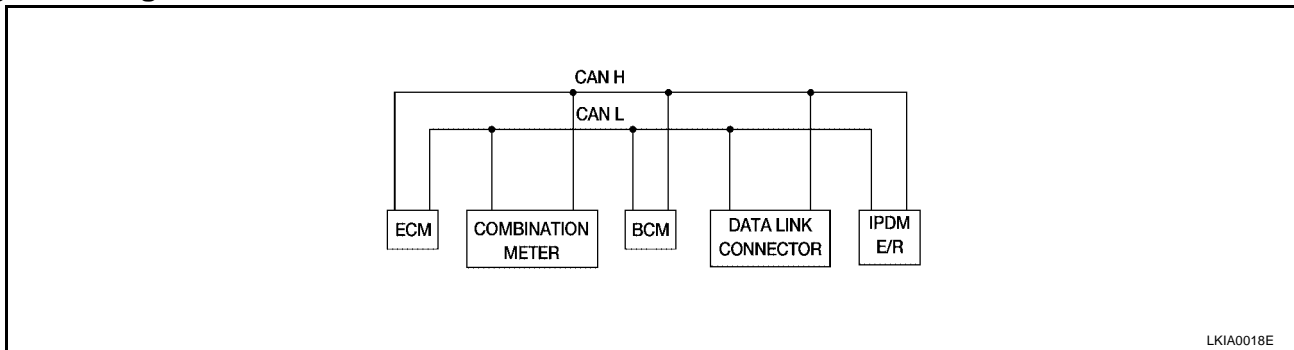 CAN H
CAN L
ECM
COMBINATION
METER
BCM
DATA LINK
CONNECTOR
IPDM
E/R
LKIA0018E